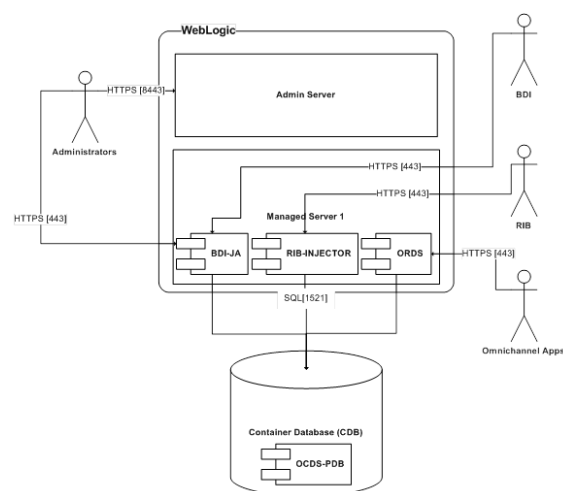 WebLogic
HTTPS [8443]
Admin Server
BDI
Administrators
HTTPS [443]
HTTPS [443]
HTTPS [443]
Managed Server 1
RIB
BDI-JA
RIB-INJECTOR
ORDS
HTTPS [443]
SQL[1521]
Omnichannel Apps
Container Database (CDB)
OCDS-PDB